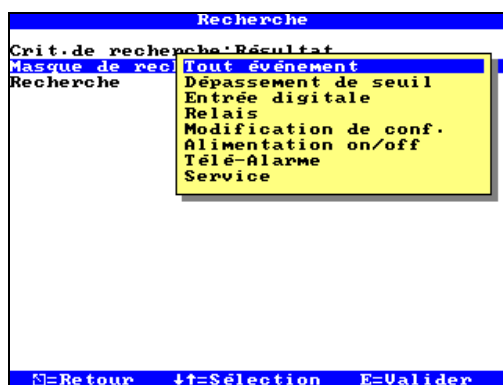 Recherche
Crit.de recherche:Résultat
Masque de rec
Recherche
Tout événement
Dépassement de seuil
Entrée digitale
Relais
Modification de conf.
Alimentation on/off
Télé-Alarme
Service
=Retour ↓↑=Sélection E=Valider